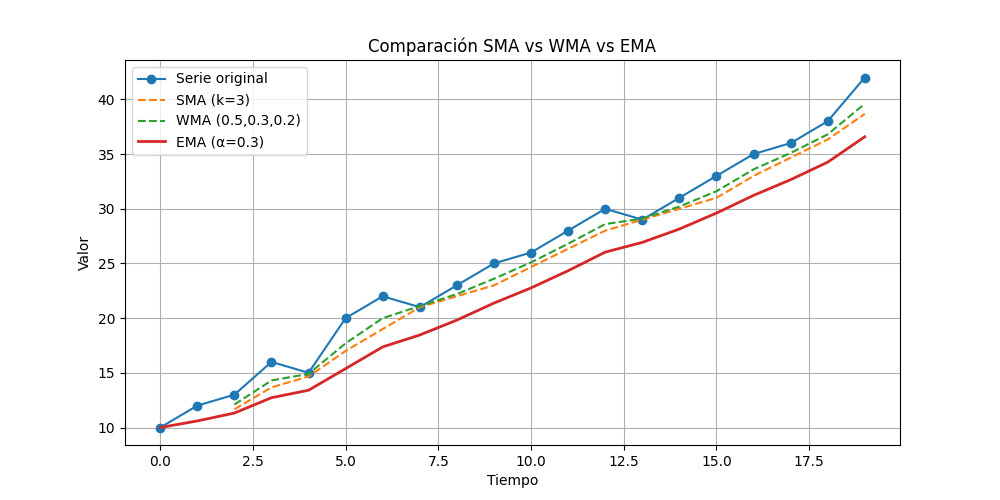 Comparación SMA vs WMA vs EMA
Serie original
SMA (k=3)
WMA (0.5,0.3,0.2)
EMA (α=0.3)
Valor
40
35
30
25
20
15
10
0.0 2.5 5.0 7.5 10.0 12.5 15.0 17.5
Tiempo